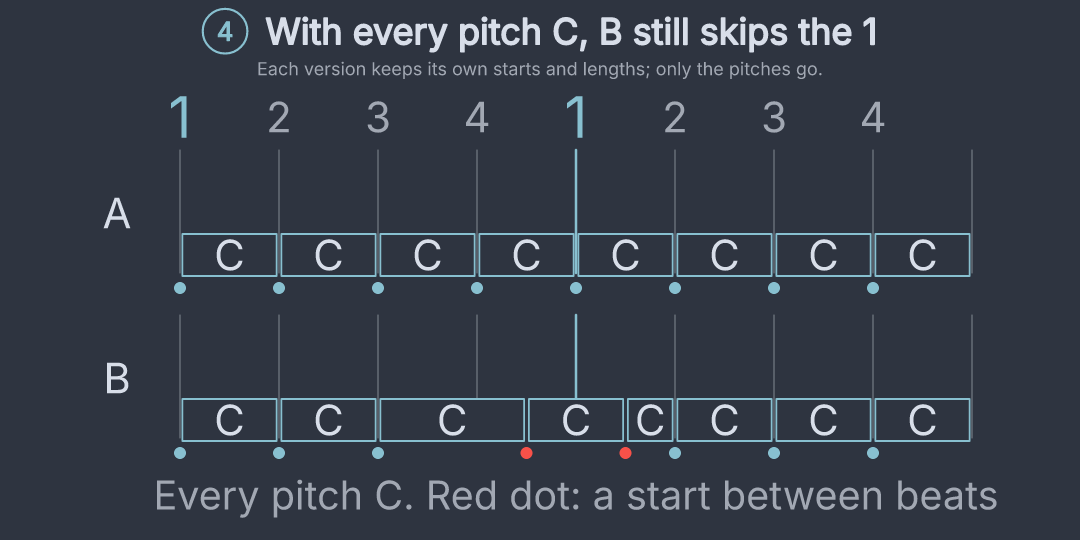 4 With every pitch C, B still skips the 1
Each version keeps its own starts and lengths; only the pitches go.
1 2 3 4 1 2 3 4
A
C C C C C C C C
B
C C C C C C C C
Every pitch C. Red dot: a start between beats